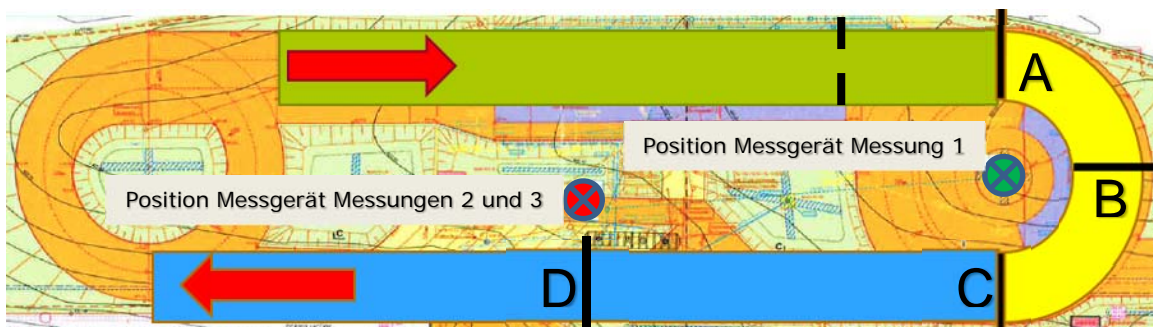 A
Position Messgerät Messung 1
B
Position Messgerät Messungen 2 und 3
D
C